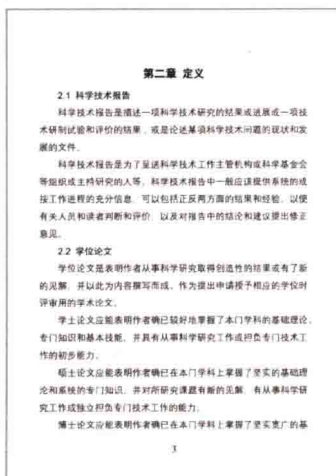 第二章 定义
2.1 科学技术报告
科学技术报告是描述一项科学技术研究的结果或进展或一项技
术研制试验和评价的结果，或是论述某项科学技术问题的现状和发
展的文件。
科学技术报告是为了呈送科学技术工作主管机构或科学基金会
等组织或主持研究的人等。科学技术报告中一般应该提供系统的或
按工作进程的充分信息，可以包括正反两方面的结果和经验，以便
有关人员和读者判断和评价，以及对报告中的结论和建议提出修正
意见。
2.2 学位论文
学位论文是表明作者从事科学研究取得创造性的结果或有了新
的见解，并以此为内容撰写而成，作为提出申请授予相应的学位时
评审用的学术论文。
学士论文应能表明作者确已较好地掌握了本门学科的基础理论、
专门知识和基本技能，并具有从事科学研究工作或担负专门技术工
作的初步能力。
硕士论文应能表明作者确已在本门学科上掌握了坚实的基础理
论和系统的专门知识，并对所研究课题有新的见解，有从事科学研
究工作或独立担负专门技术工作的能力。
博士论文应能表明作者确已在本门学科上掌握了坚实宽广的基
3